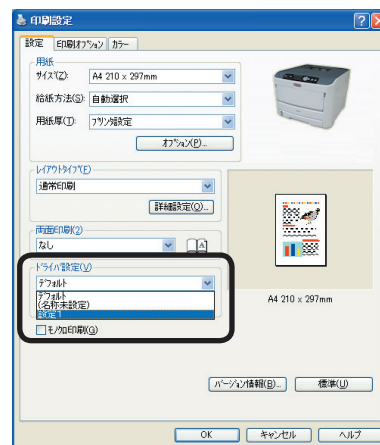 印刷設定
設定 印刷オプション カラー
用紙
サイズ(Z): A4 210 x 297mm
給紙方法(S): 自動選択
用紙厚(T): プリンタ設定
オプション(P)...
レイアウトタイプ(F)
通常印刷
詳細設定(O)...
両面印刷(2)
なし
ドライバ設定(V)
デフォルト
デフォルト
(名称未設定)
設定1
モノクロ印刷(G)
A4 210 x 297mm
バージョン情報(B)... 標準(U)
OK キャンセル ヘルプ